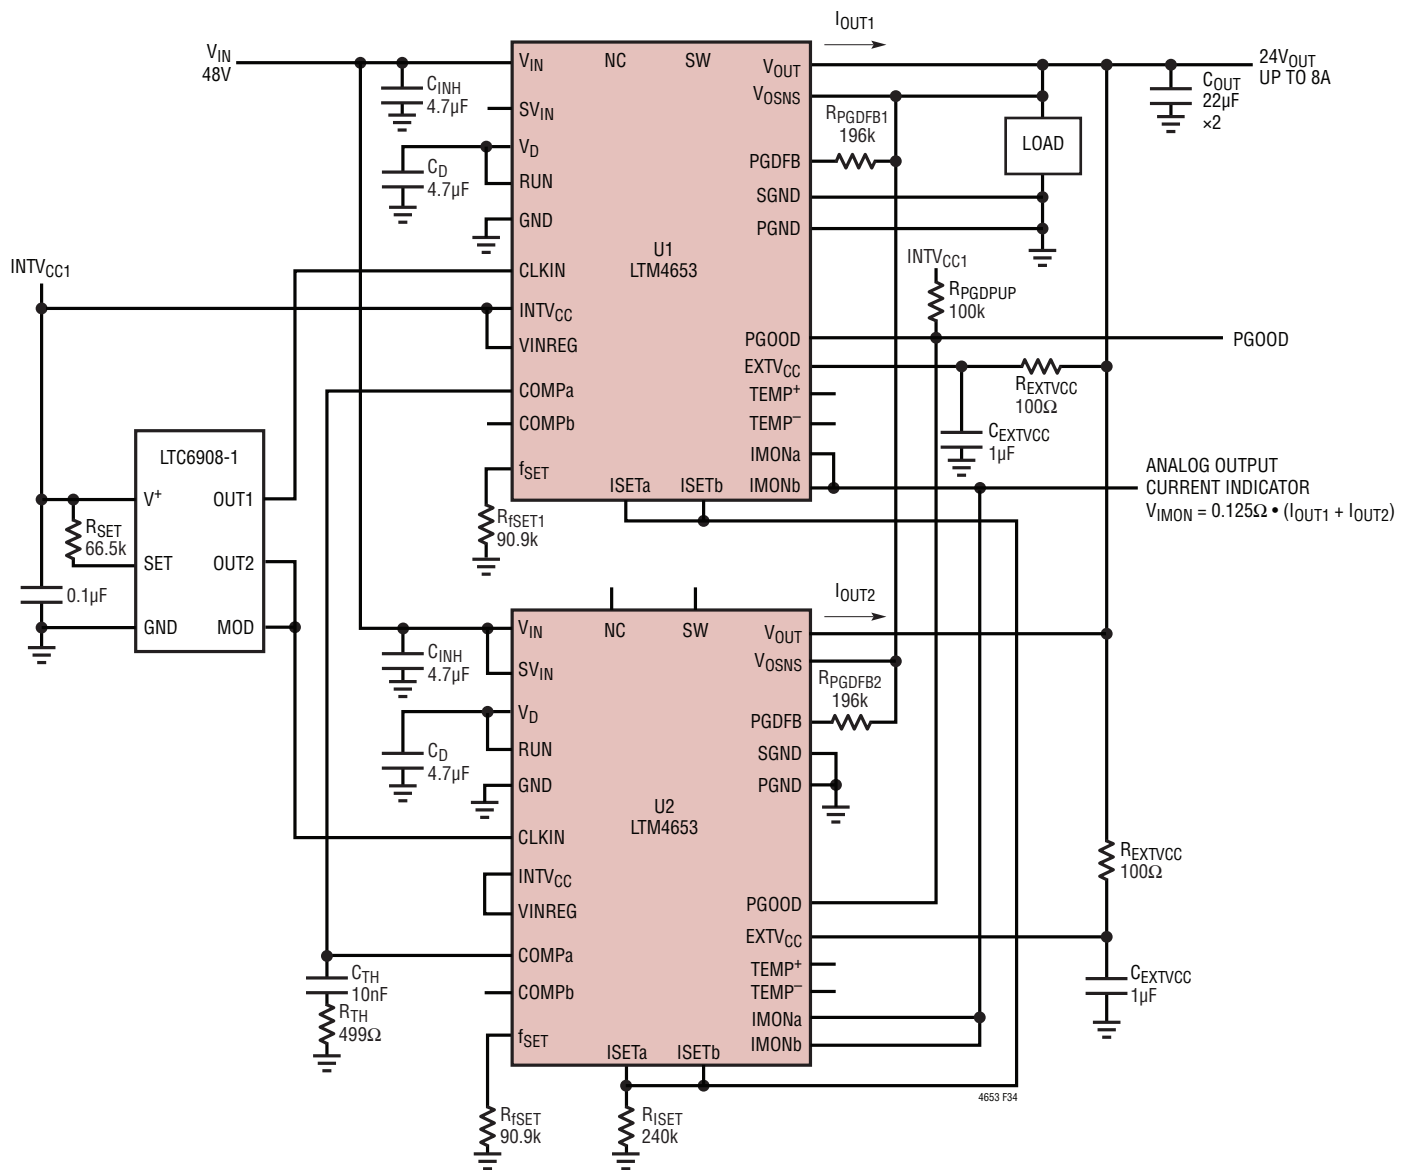 IOUT1
VIN
48V
CINH
4.7µF
CD
4.7µF
VIN
NC
SW
SVIN
VD
RUN
GND
CLKIN
INTVCC
VINREG
COMPa
COMPb
fSET
ISETa
ISETb
U1
LTM4653
VOUT
VOSNS
PGDFB
SGND
PGND
PGOOD
EXTVCC
TEMP+
TEMP–
IMONa
IMONb
RPGDFB1
196k
LOAD
COUT
22µF
×2
24VOUT
UP TO 8A
INTVCC1
RPGDPUP
100k
PGOOD
REXTVCC
100Ω
CEXTVCC
1µF
ANALOG OUTPUT
CURRENT INDICATOR
VIMON = 0.125Ω • (IOUT1 + IOUT2)
INTVCC1
LTC6908-1
V+
OUT1
SET
OUT2
GND
MOD
RSET
66.5k
0.1µF
RfSET1
90.9k
IOUT2
CINH
4.7µF
CD
4.7µF
VIN
NC
SW
SVIN
VD
RUN
GND
CLKIN
INTVCC
VINREG
COMPa
COMPb
fSET
ISETa
ISETb
U2
LTM4653
VOUT
VOSNS
PGDFB
SGND
PGND
PGOOD
EXTVCC
TEMP+
TEMP–
IMONa
IMONb
RPGDFB2
196k
REXTVCC
100Ω
CEXTVCC
1µF
CTH
10nF
RTH
499Ω
RfSET
90.9k
RISET
240k
4653 F34